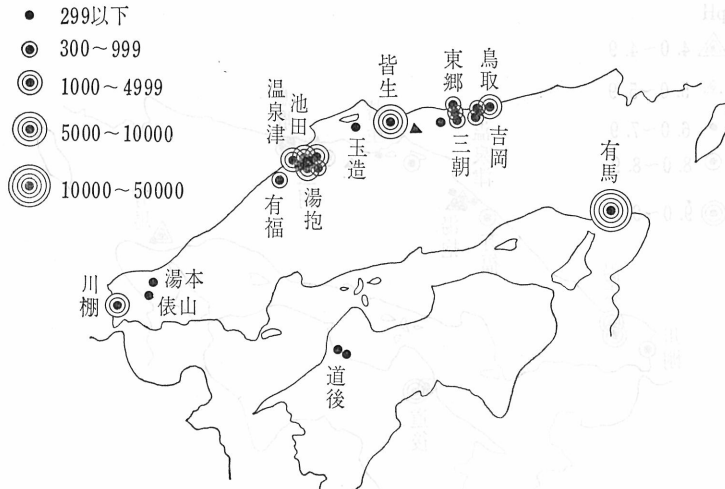 299以下
300～999
1000～4999
5000～10000
10000～50000
鳥取
東郷
皆生
池田
温泉津
吉岡
三朝
玉造
湯抱
有福
有馬
湯本
俵山
川棚
道後